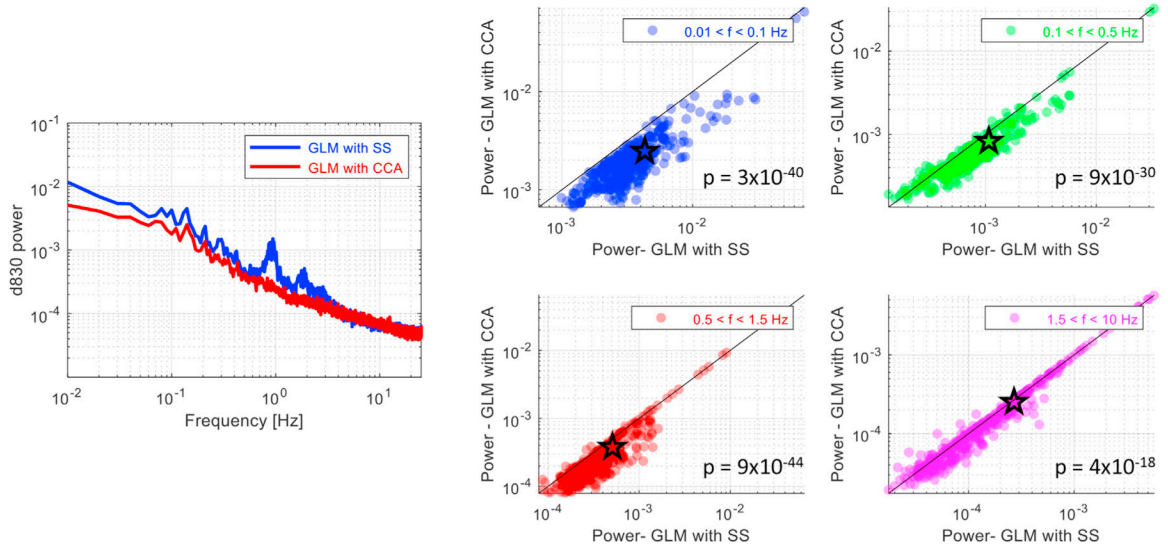 GLM with SS
GLM with CCA
d830 power
10^-1
10^-2
10^-3
10^-4
10^-2
10^-1
10^0
10^1
Frequency [Hz]
0.01 < f < 0.1 Hz
Power - GLM with CCA
10^-2
10^-3
p = 3x10^-40
10^-3
10^-2
Power- GLM with SS
0.1 < f < 0.5 Hz
Power - GLM with CCA
10^-2
10^-3
p = 9x10^-30
10^-3
10^-2
Power- GLM with SS
0.5 < f < 1.5 Hz
Power - GLM with CCA
10^-2
10^-3
10^-4
p = 9x10^-44
10^-4
10^-3
10^-2
Power- GLM with SS
1.5 < f < 10 Hz
Power - GLM with CCA
10^-3
10^-4
p = 4x10^-18
10^-4
10^-3
Power- GLM with SS